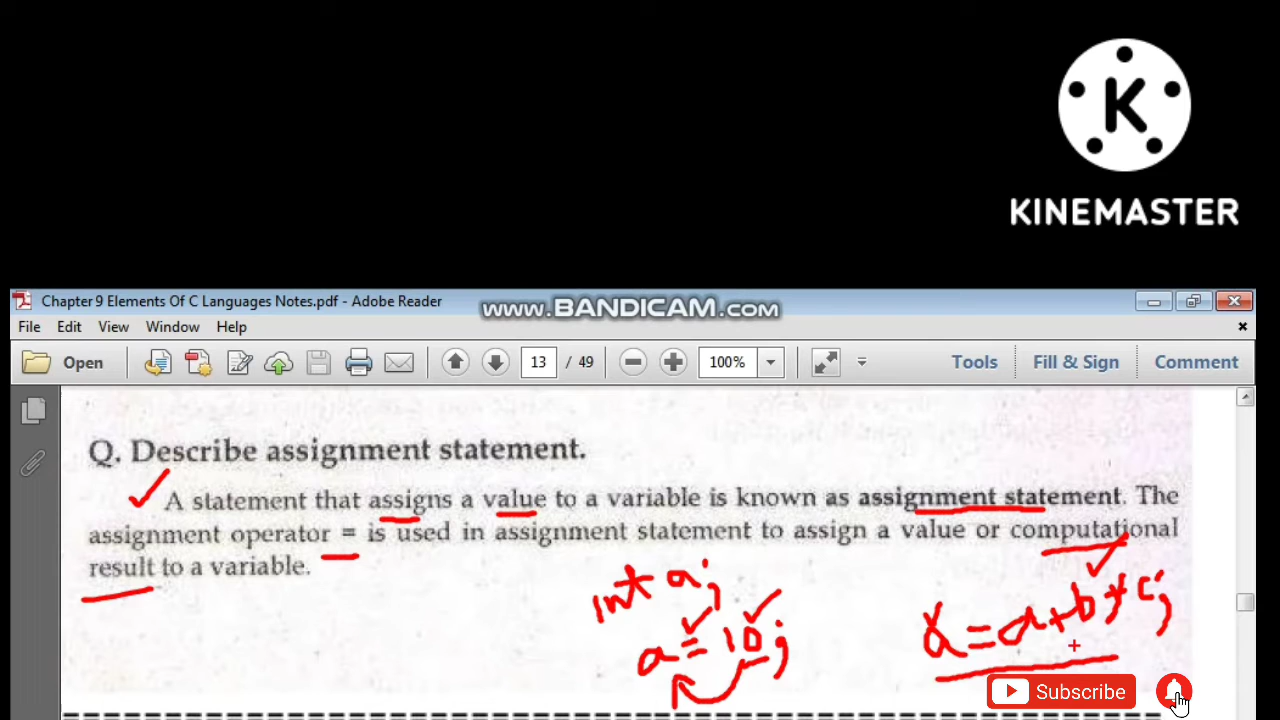 KINEMASTER
Chapter 9 Elements Of C Languages Notes.pdf - Adobe Reader
www.BANDICAM.com
File Edit View Window Help
Open 13 / 49 100% Tools Fill & Sign Comment
Q. Describe assignment statement.
A statement that assigns a value to a variable is known as assignment statement. The
assignment operator = is used in assignment statement to assign a value or computational
result to a variable.
int a;
a = 10;
Subscribe